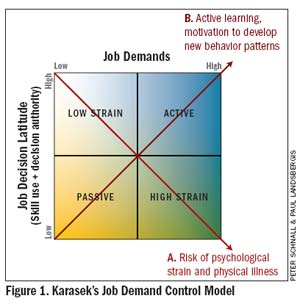 B. Active learning,
motivation to develop
new behavior patterns
Job Demands
Low
High
High
Low
Job Decision Latitude
(Skill use + decision authority)
LOW STRAIN
ACTIVE
PASSIVE
HIGH STRAIN
A. Risk of psychological
strain and physical illness
PETER SCHNALL & PAUL LANDSBERGIS
Figure 1. Karasek's Job Demand Control Model